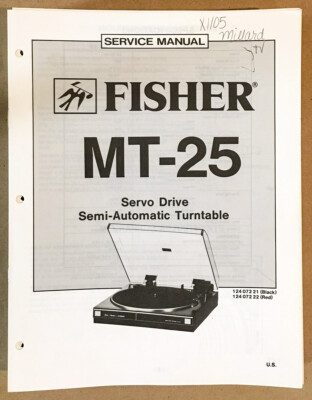 X1105
Millard
TV
SERVICE MANUAL
FISHER®
MT-25
Servo Drive
Semi-Automatic Turntable
134 072 21 (Black)
134 072 22 (Red)
U.S.